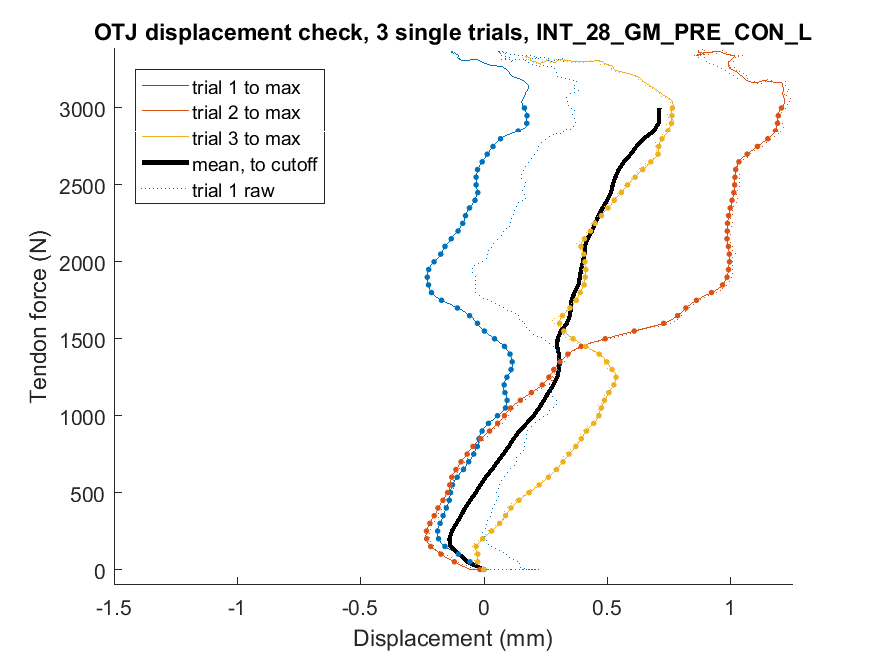 OTJ displacement check, 3 single trials, INT_28_GM_PRE_CON_L
trial 1 to max
trial 2 to max
trial 3 to max
mean, to cutoff
trial 1 raw
Tendon force (N)
3000
2500
2000
1500
1000
500
0
-1.5 -1 -0.5 0 0.5 1
Displacement (mm)